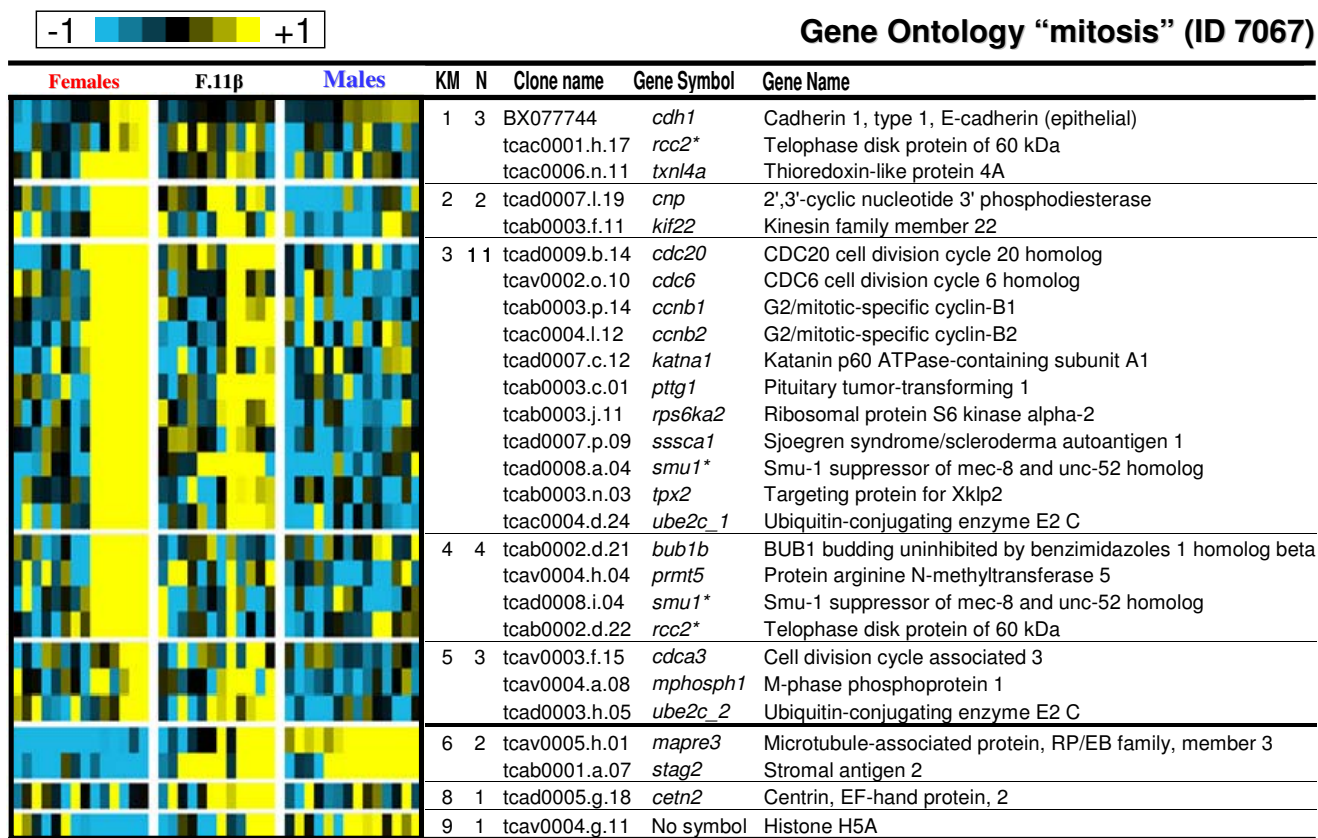 -1 +1 Gene Ontology “mitosis” (ID 7067)
Females F.11β Males KM N Clone name Gene Symbol Gene Name
1 3 BX077744 cdh1 Cadherin 1, type 1, E-cadherin (epithelial)
tcac0001.h.17 rcc2* Telophase disk protein of 60 kDa
tcac0006.n.11 txnl4a Thioredoxin-like protein 4A
2 2 tcad0007.l.19 cnp 2',3'-cyclic nucleotide 3' phosphodiesterase
tcab0003.f.11 kif22 Kinesin family member 22
3 11 tcad0009.b.14 cdc20 CDC20 cell division cycle 20 homolog
tcav0002.o.10 cdc6 CDC6 cell division cycle 6 homolog
tcab0003.p.14 ccnb1 G2/mitotic-specific cyclin-B1
tcac0004.l.12 ccnb2 G2/mitotic-specific cyclin-B2
tcad0007.c.12 katna1 Katanin p60 ATPase-containing subunit A1
tcab0003.c.01 pttg1 Pituitary tumor-transforming 1
tcab0003.j.11 rps6ka2 Ribosomal protein S6 kinase alpha-2
tcad0007.p.09 sssca1 Sjoegren syndrome/scleroderma autoantigen 1
tcad0008.a.04 smu1* Smu-1 suppressor of mec-8 and unc-52 homolog
tcab0003.n.03 tpx2 Targeting protein for Xklp2
tcac0004.d.24 ube2c_1 Ubiquitin-conjugating enzyme E2 C
4 4 tcab0002.d.21 bub1b BUB1 budding uninhibited by benzimidazoles 1 homolog beta
tcav0004.h.04 prmt5 Protein arginine N-methyltransferase 5
tcad0008.i.04 smu1* Smu-1 suppressor of mec-8 and unc-52 homolog
tcab0002.d.22 rcc2* Telophase disk protein of 60 kDa
5 3 tcav0003.f.15 cdca3 Cell division cycle associated 3
tcav0004.a.08 mphosph1 M-phase phosphoprotein 1
tcad0003.h.05 ube2c_2 Ubiquitin-conjugating enzyme E2 C
6 2 tcav0005.h.01 mapre3 Microtubule-associated protein, RP/EB family, member 3
tcab0001.a.07 stag2 Stromal antigen 2
8 1 tcad0005.g.18 cetn2 Centrin, EF-hand protein, 2
9 1 tcav0004.g.11 No symbol Histone H5A